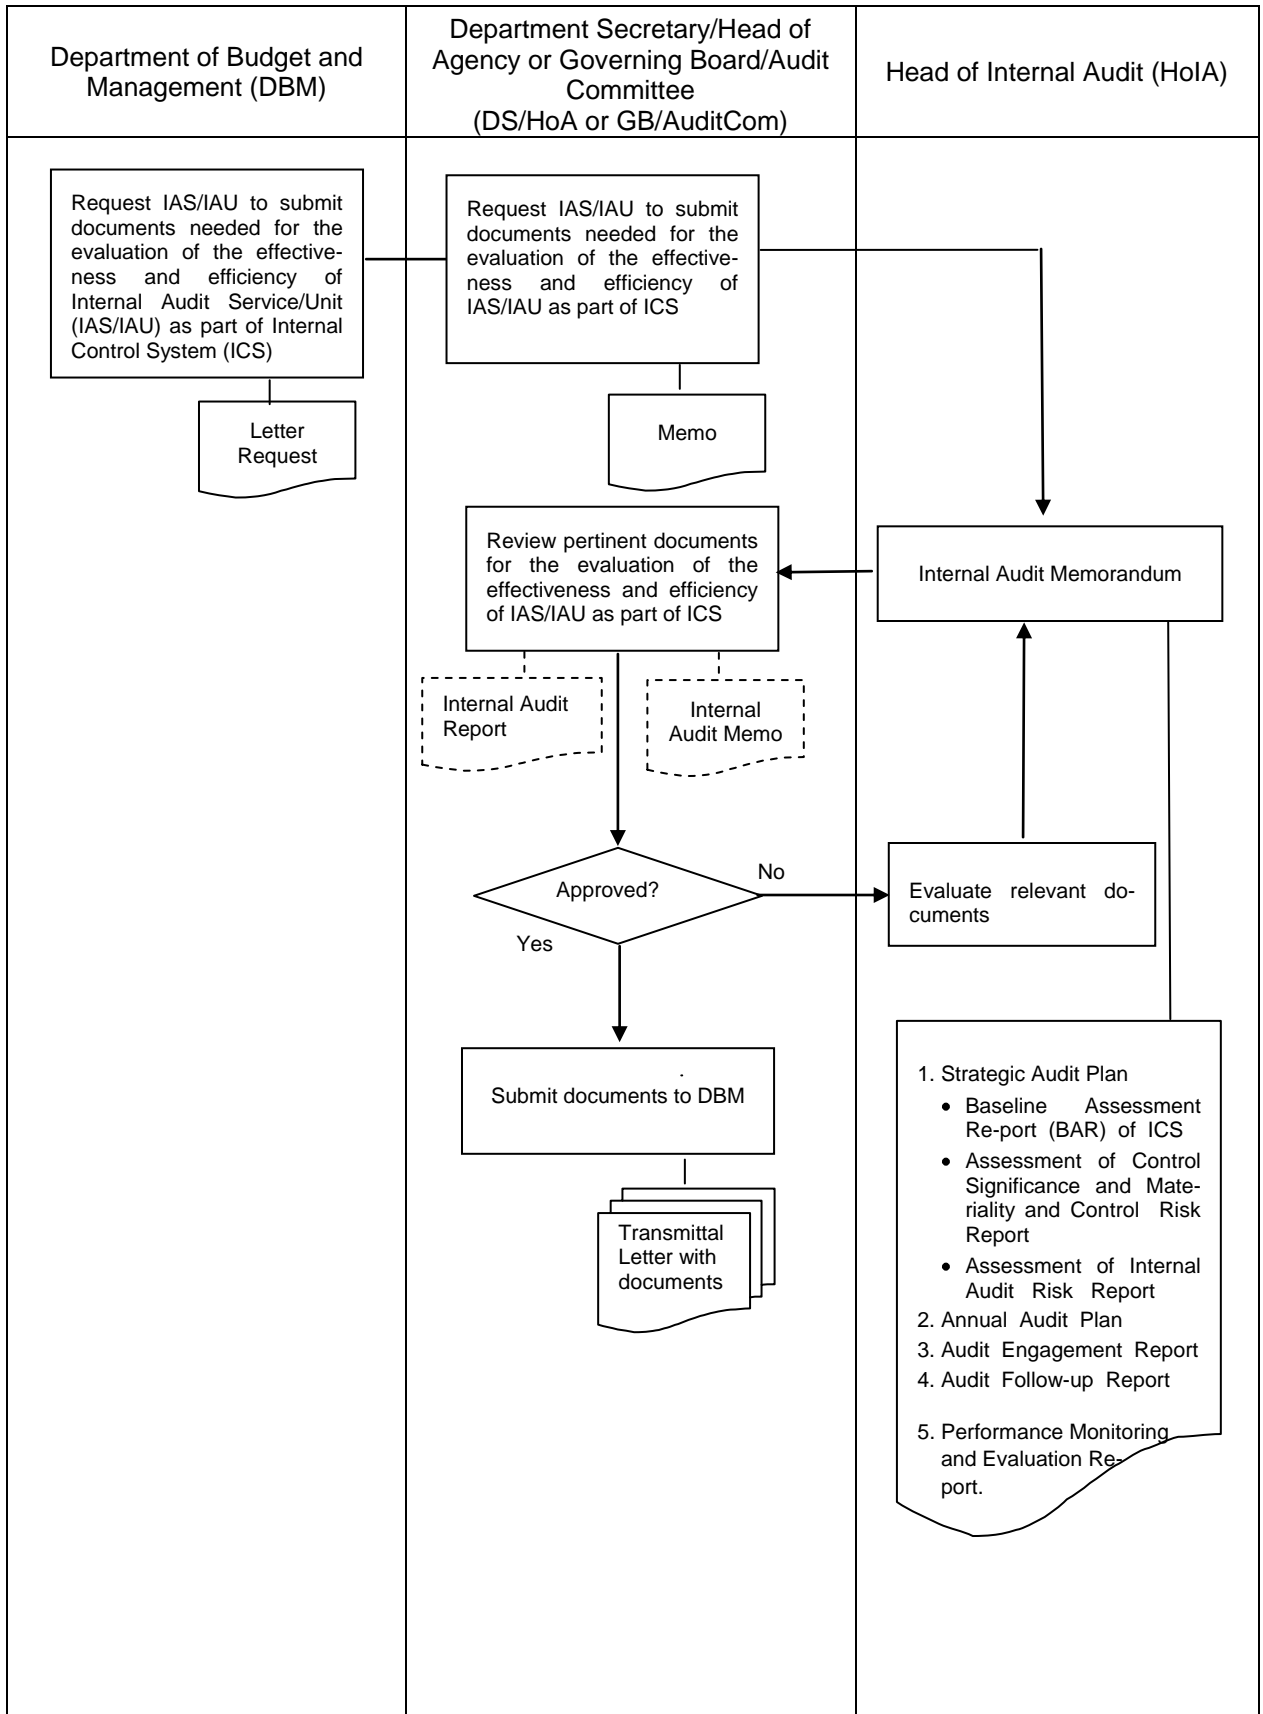 Department of Budget and
Management (DBM)
Department Secretary/Head of
Agency or Governing Board/Audit
Committee
(DS/HoA or GB/AuditCom)
Head of Internal Audit (HoIA)
Request IAS/IAU to submit
documents needed for the
evaluation of the effective-
ness and efficiency of
Internal Audit Service/Unit
(IAS/IAU) as part of Internal
Control System (ICS)
Letter
Request
Request IAS/IAU to submit
documents needed for the
evaluation of the effective-
ness and efficiency of
IAS/IAU as part of ICS
Memo
Review pertinent documents
for the evaluation of the
effectiveness and efficiency
of IAS/IAU as part of ICS
Internal Audit Memorandum
Internal Audit
Report
Internal
Audit Memo
Approved?
No
Yes
Evaluate relevant do-
cuments
Submit documents to DBM
Transmittal
Letter with
documents
1. Strategic Audit Plan
• Baseline Assessment
Re-port (BAR) of ICS
• Assessment of Control
Significance and Mate-
riality and Control Risk
Report
• Assessment of Internal
Audit Risk Report
2. Annual Audit Plan
3. Audit Engagement Report
4. Audit Follow-up Report
5. Performance Monitoring
and Evaluation Re-
port.